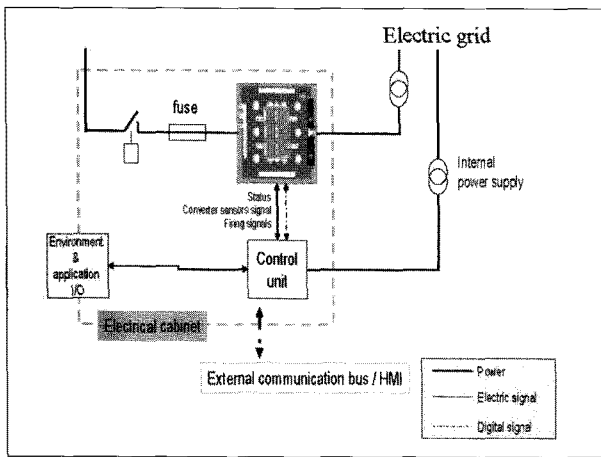 Electric grid
fuse
Internal
power supply
Status
Converter sensors signal
Firing signals
Environment
&
application
I/O
Control
unit
Electrical cabinet
External communication bus / HMI
Power
Electric signal
Digital signal